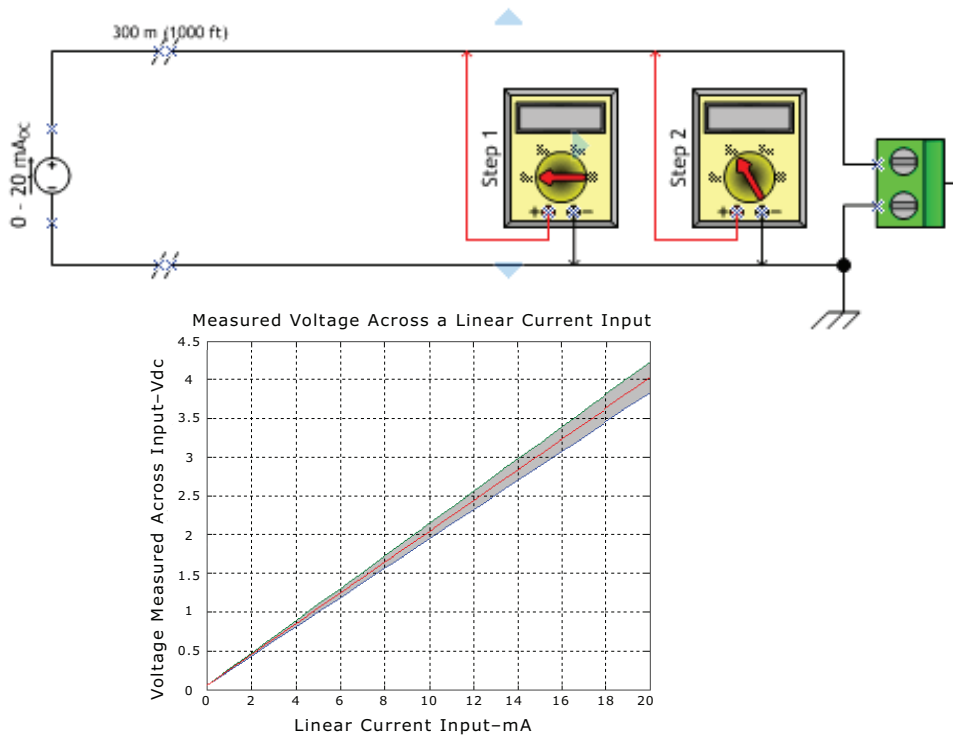 300 m (1000 ft)
0 - 20 mADC
Step 1
+
-
Step 2
+
-
+
-
Measured Voltage Across a Linear Current Input
Voltage Measured Across Input–Vdc
4.5
4
3.5
3
2.5
2
1.5
1
0.5
0
0 2 4 6 8 10 12 14 16 18 20
Linear Current Input–mA